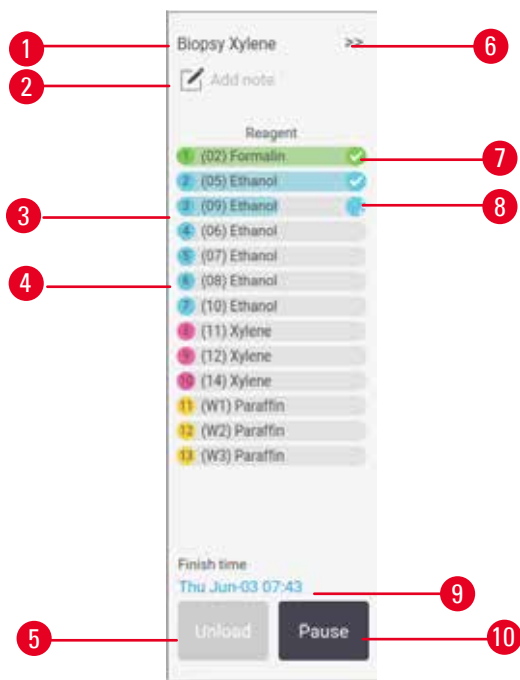 1 Biopsy Xylene >> 6
2 Add note
Reagent
1 (02) Formalin 7
2 (05) Ethanol
3 3 (09) Ethanol 8
4 (06) Ethanol
5 (07) Ethanol
4 6 (08) Ethanol
7 (10) Ethanol
8 (11) Xylene
9 (12) Xylene
10 (14) Xylene
11 (W1) Paraffin
12 (W2) Paraffin
13 (W3) Paraffin
Finish time
Thu Jun-03 07:43 9
5 Unload Pause 10